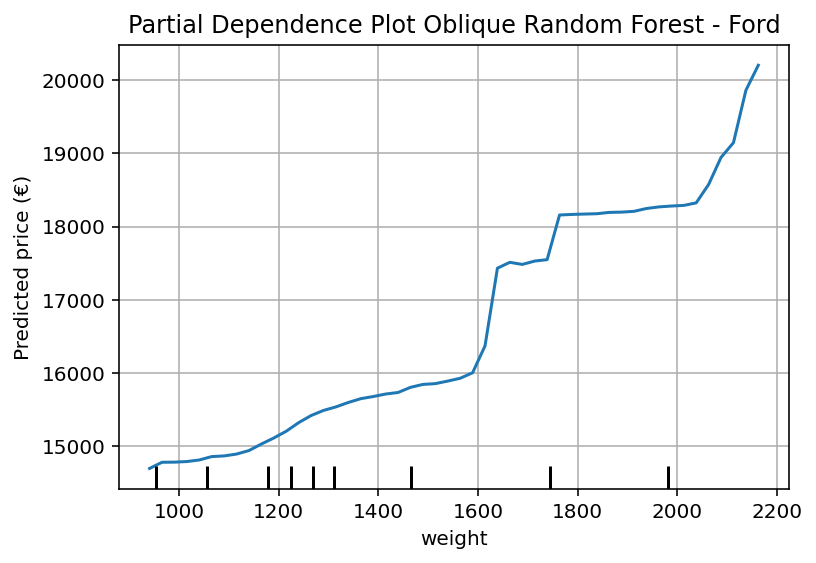 Partial Dependence Plot Oblique Random Forest - Ford
Predicted price (€)
20000
19000
18000
17000
16000
15000
1000 1200 1400 1600 1800 2000 2200
weight